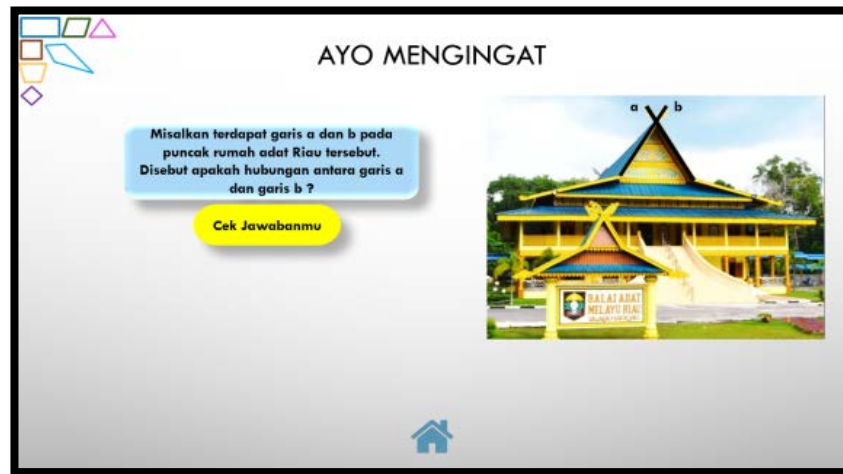 AYO MENGINGAT
Misalkan terdapat garis a dan b pada
puncak rumah adat Riau tersebut.
Disebut apakah hubungan antara garis a
dan garis b ?
Cek Jawabanmu
a b
BALAI ADAT
MELAYU RIAU